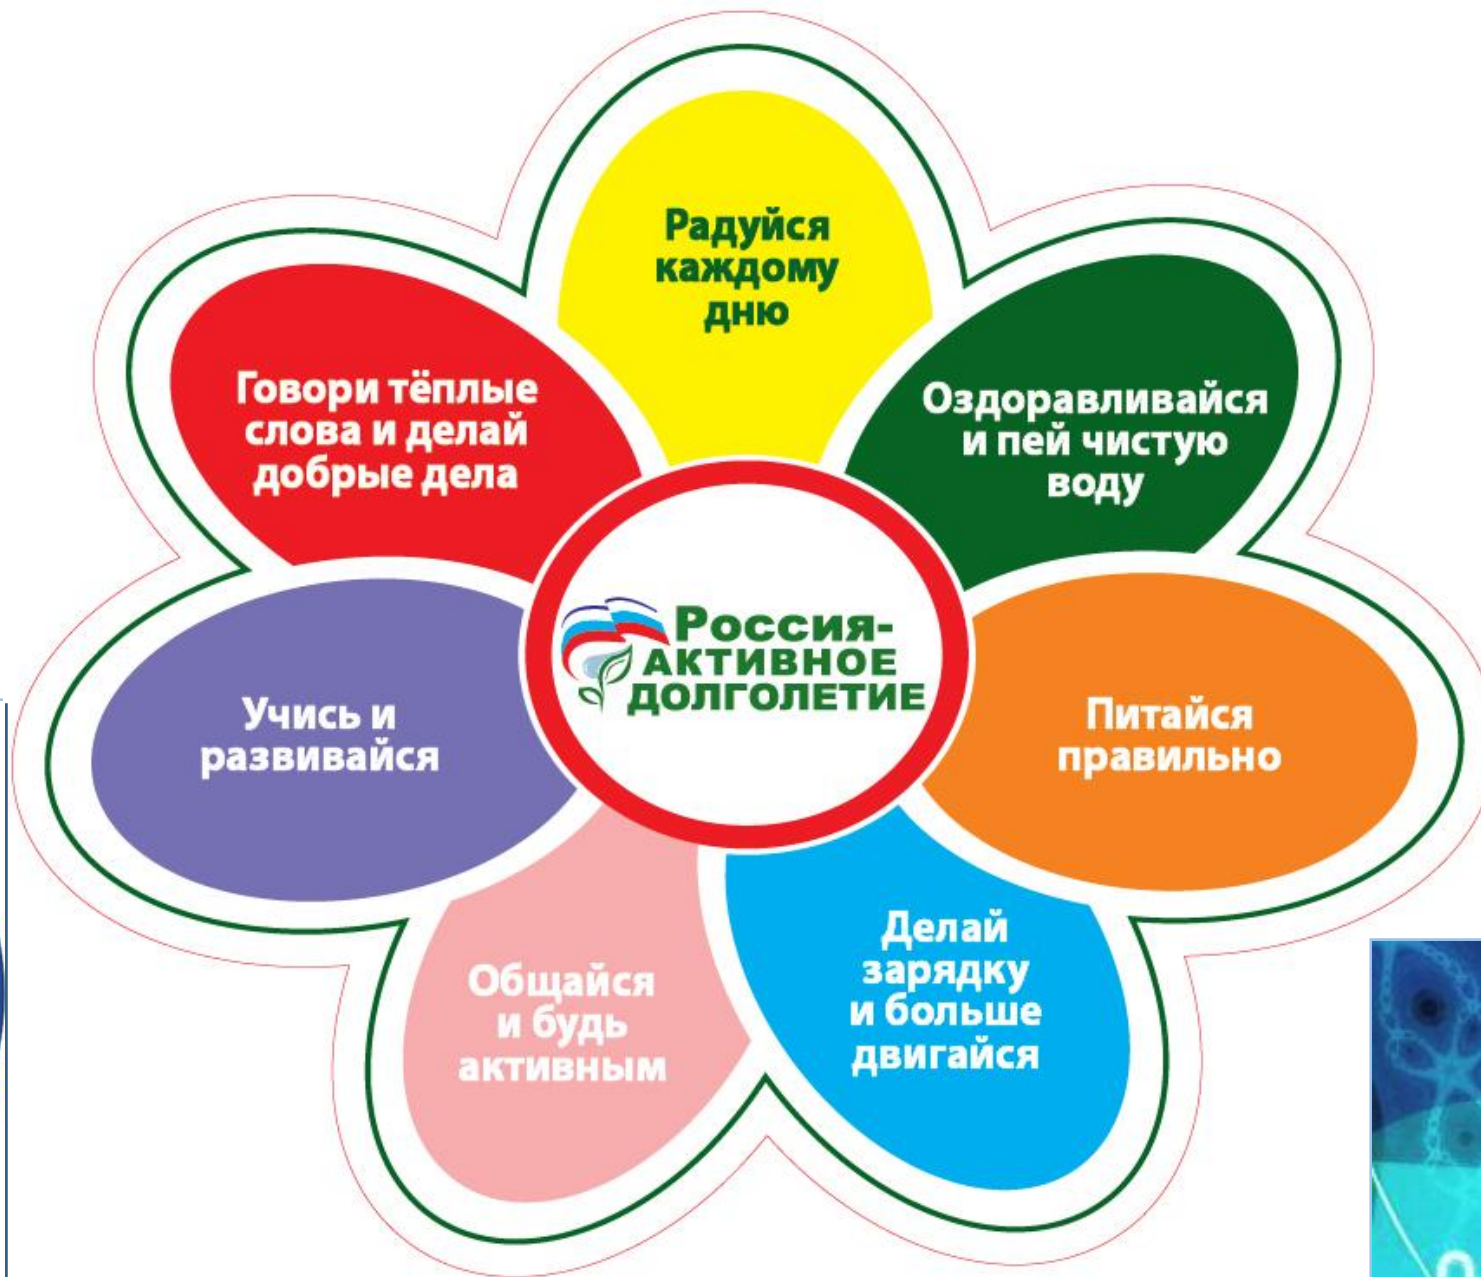 Радуйся
каждому
дню
Оздоравливайся
и пей чистую
воду
Питайся
правильно
Делай
зарядку
и больше
двигайся
Общайся
и будь
активным
Учись и
развивайся
Говори тёплые
слова и делай
добрые дела
Россия-
АКТИВНОЕ
ДОЛГОЛЕТИЕ